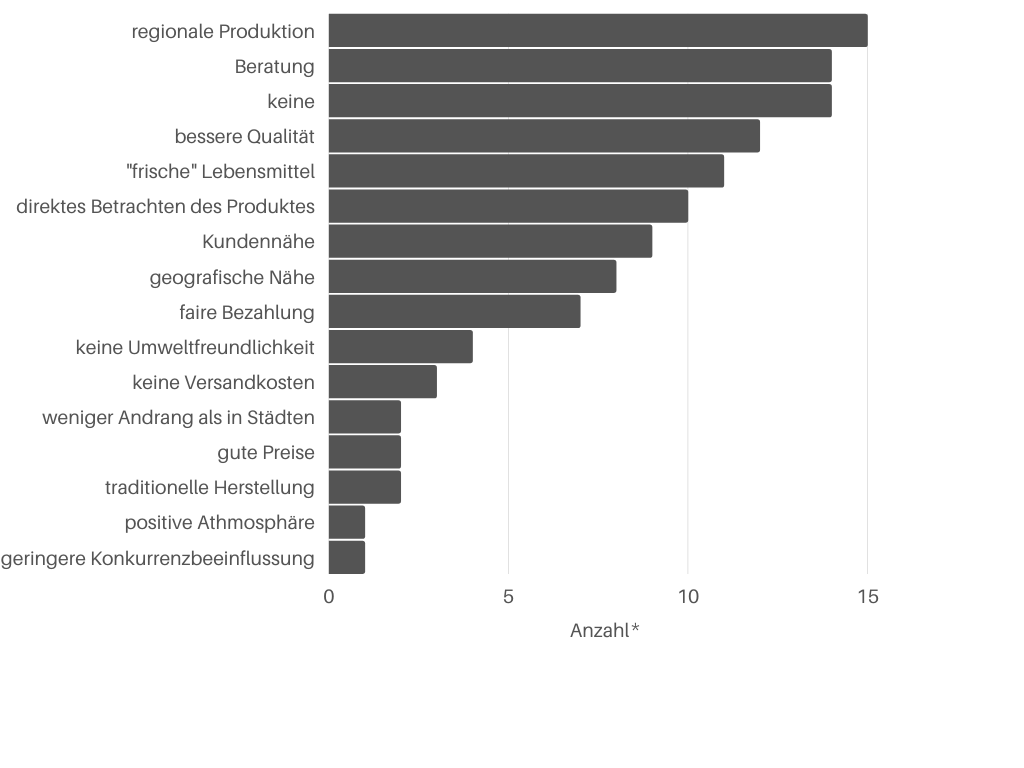 regionale Produktion
Beratung
keine
bessere Qualität
"frische" Lebensmittel
direktes Betrachten des Produktes
Kundennähe
geografische Nähe
faire Bezahlung
keine Umweltfreundlichkeit
keine Versandkosten
weniger Andrang als in Städten
gute Preise
traditionelle Herstellung
positive Athmosphäre
geringere Konkurrenzbeeinflussung
0 5 10 15
Anzahl*